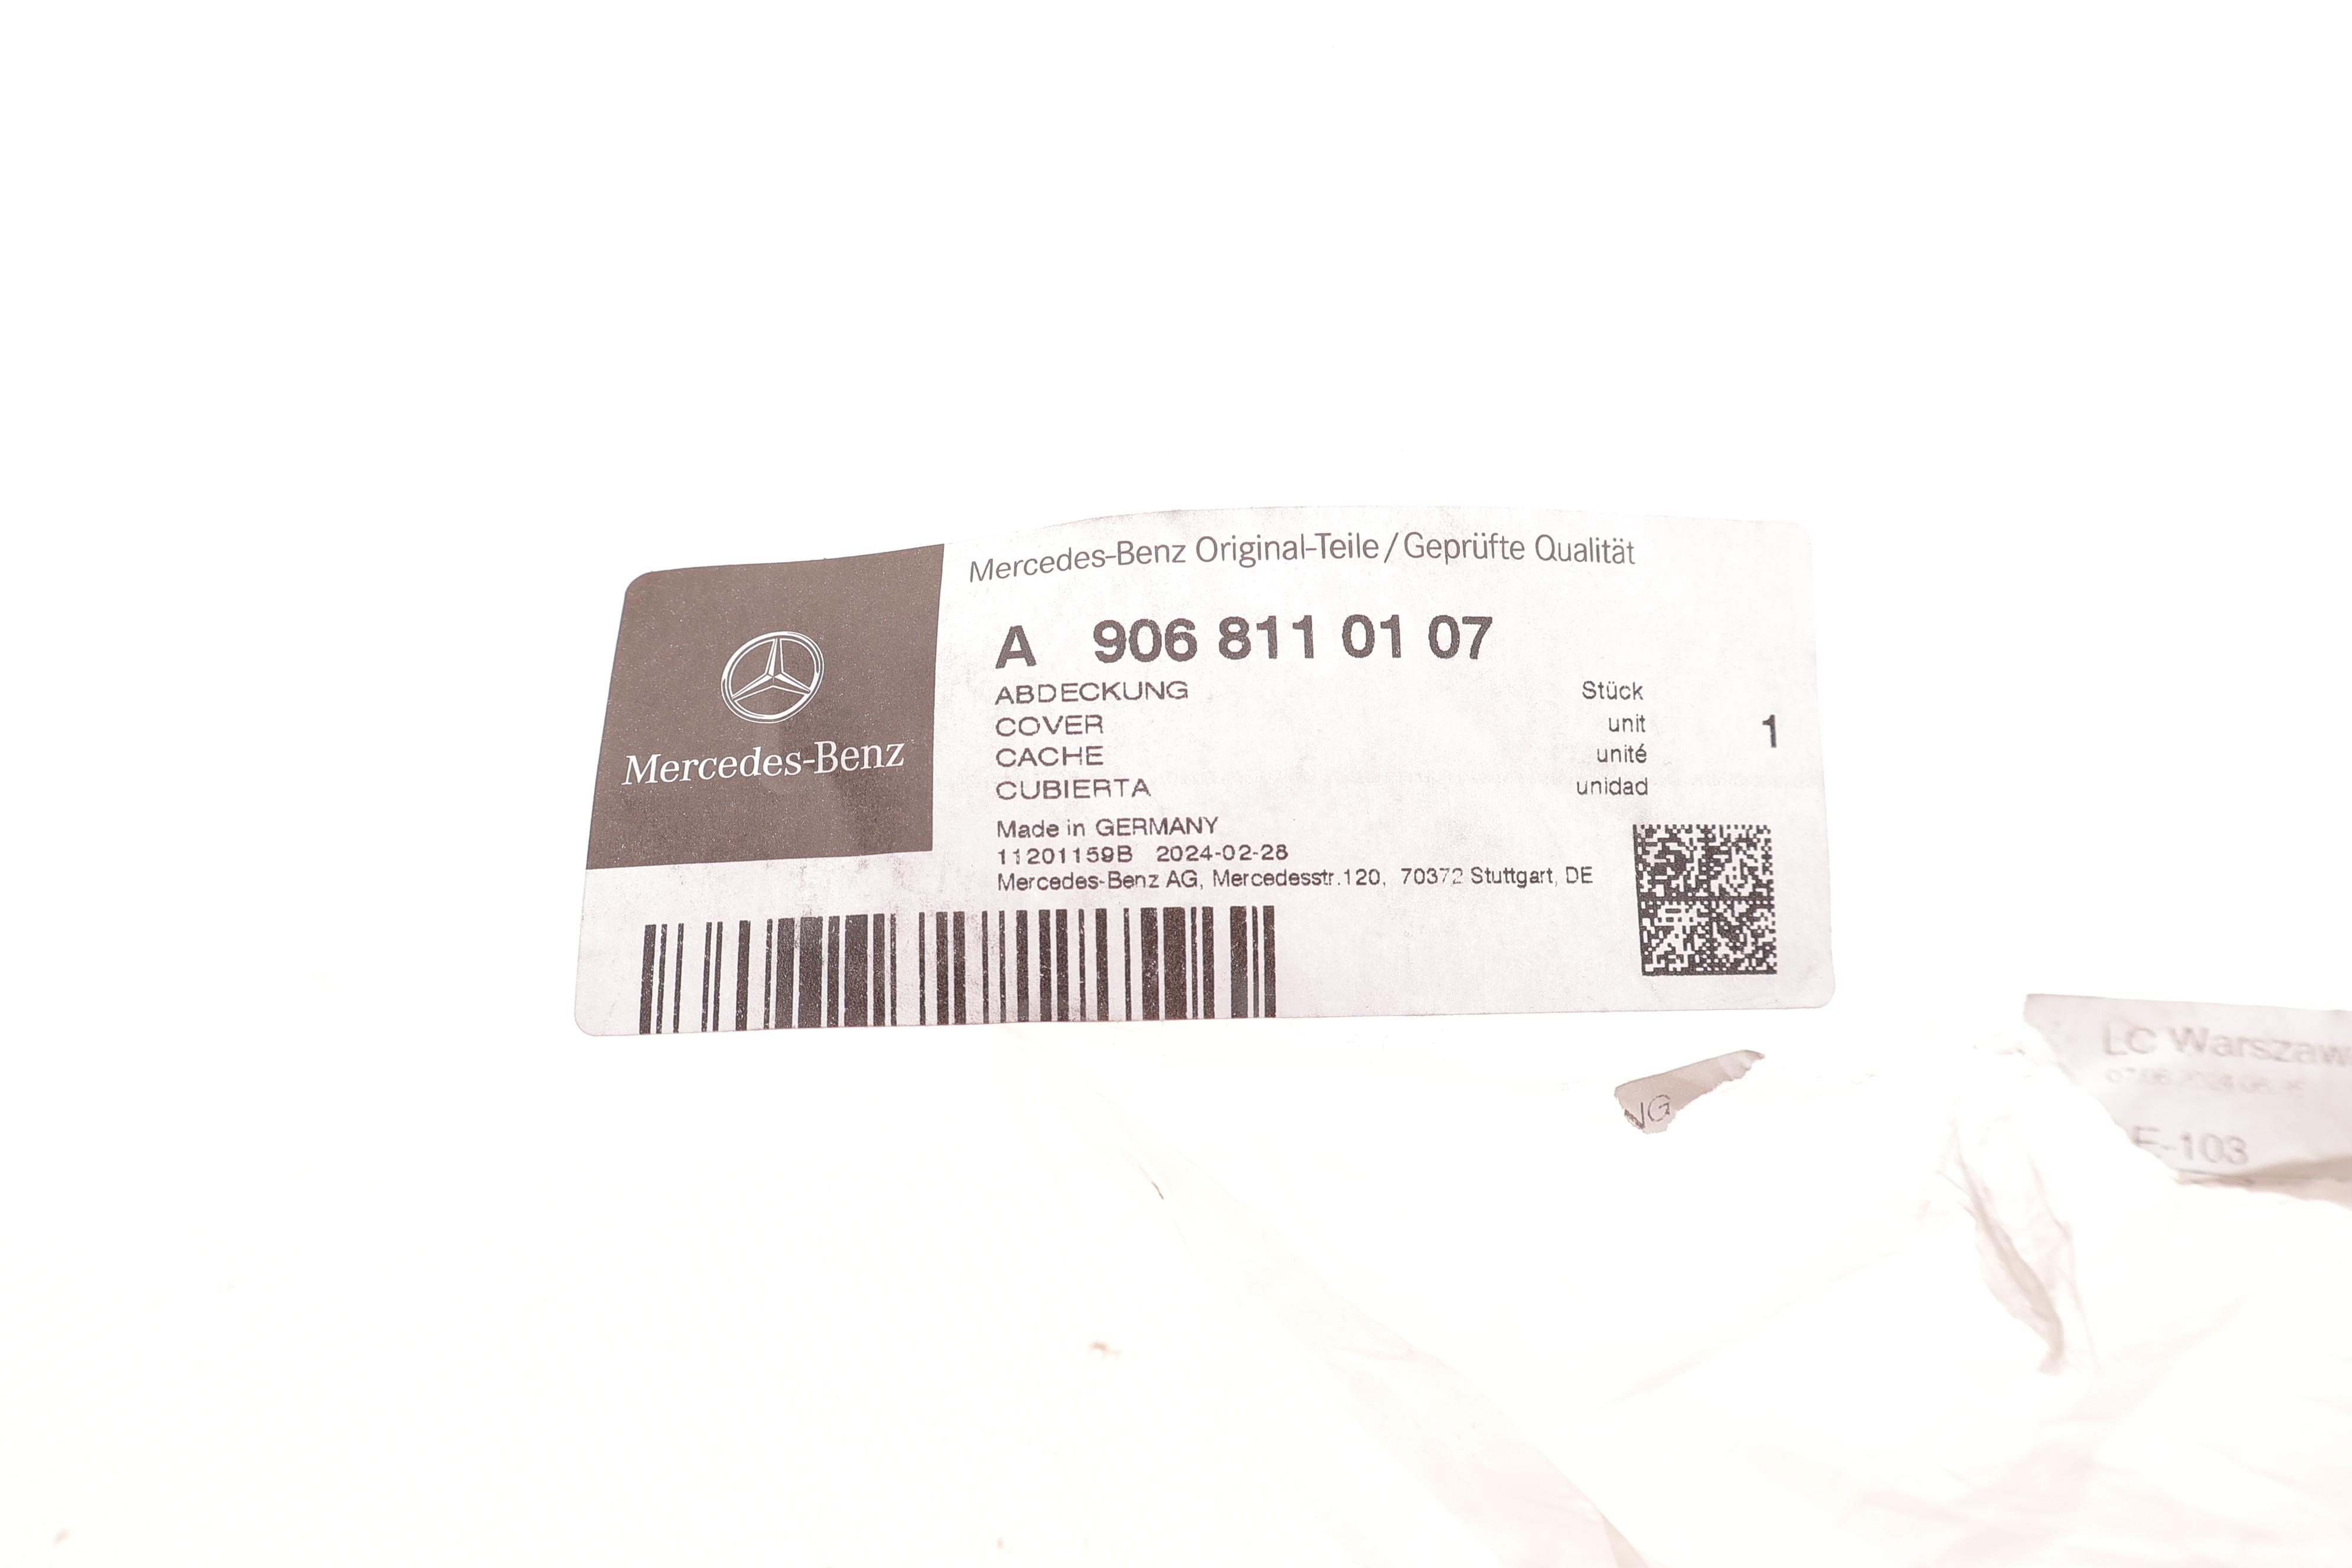 Mercedes-Benz
Mercedes-Benz Original-Teile/Geprüfte Qualität
A 906 811 01 07
ABDECKUNG Stück
COVER unit
CACHE unité
CUBIERTA unidad
1
Made in GERMANY
11201159B 2024-02-28
Mercedes-Benz AG, Mercedesstr.120, 70372 Stuttgart, DE
NG
LC Warszaw
E-103